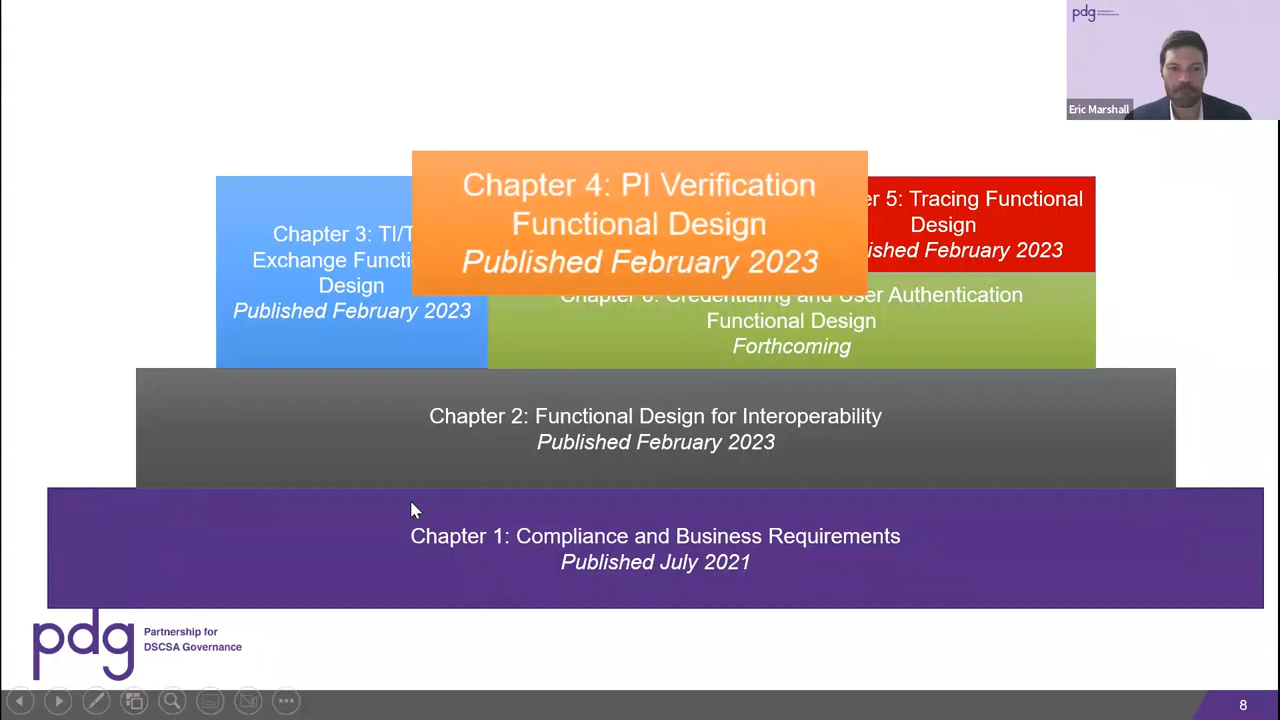 pdg
Eric Marshall
Chapter 4: PI Verification
Functional Design
Published February 2023
Chapter 3: TI/T
Exchange Functi
Design
Published February 2023
er 5: Tracing Functional
Design
ished February 2023
Chapter 6: Credentialing and User Authentication
Functional Design
Forthcoming
Chapter 2: Functional Design for Interoperability
Published February 2023
Chapter 1: Compliance and Business Requirements
Published July 2021
pdg
Partnership for
DSCSA Governance
8